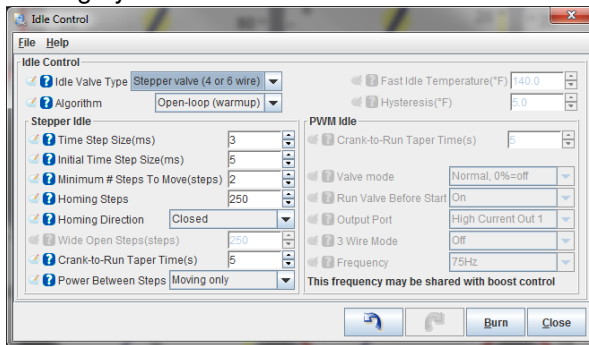 Idle Control
File Help
Idle Control
Idle Valve Type Stepper valve (4 or 6 wire)
Algorithm Open-loop (warmup)
Fast Idle Temperature(°F) 140.0
Hysteresis(°F) 5.0
Stepper Idle
Time Step Size(ms) 3
Initial Time Step Size(ms) 5
Minimum # Steps To Move(steps) 2
Homing Steps 250
Homing Direction Closed
Wide Open Steps(steps) 250
Crank-to-Run Taper Time(s) 5
Power Between Steps Moving only
PWM Idle
Crank-to-Run Taper Time(s) 5
Valve mode Normal, 0%=off
Run Valve Before Start On
Output Port High Current Out 1
3 Wire Mode Off
Frequency 75Hz
This frequency may be shared with boost control
Burn Close